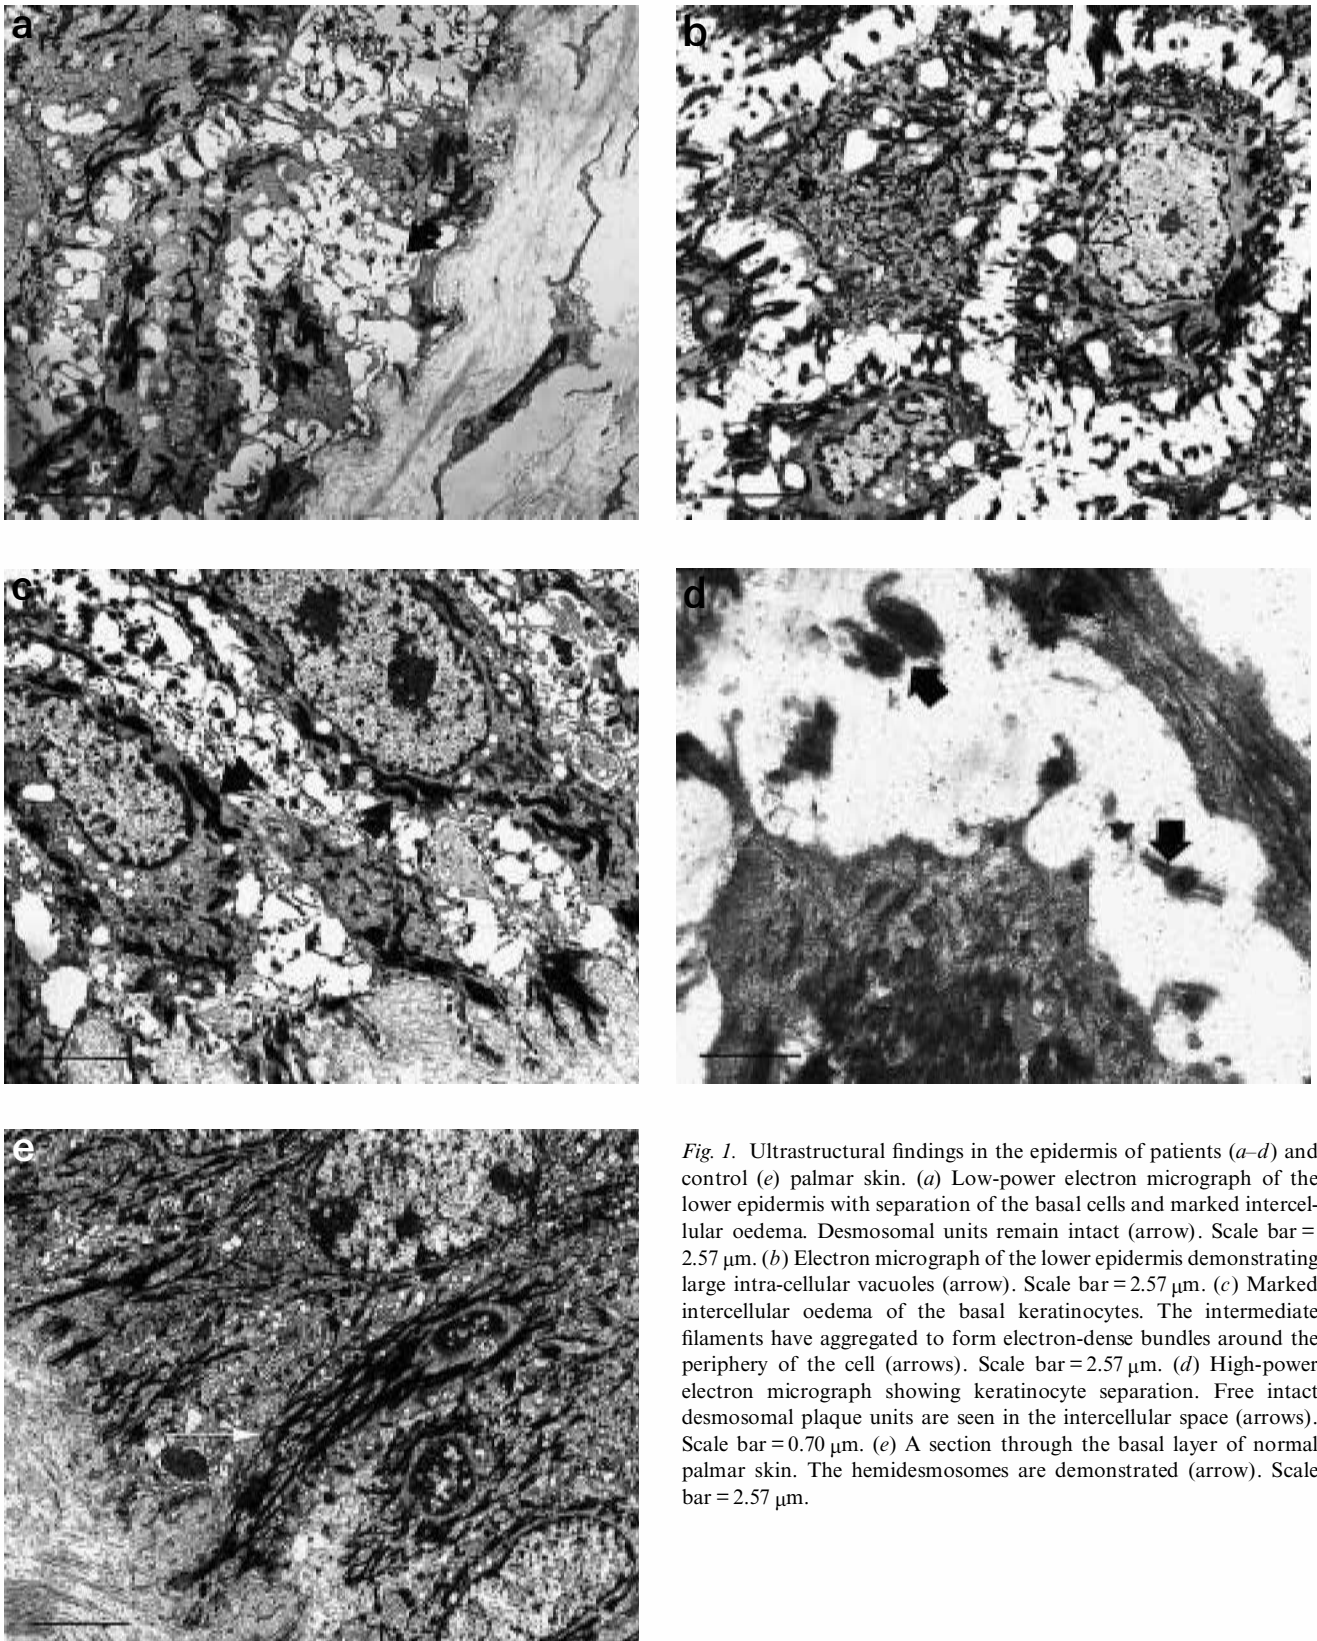 a
b
c
d
e
Fig. 1. Ultrastructural findings in the epidermis of patients (a–d) and
control (e) palmar skin. (a) Low-power electron micrograph of the
lower epidermis with separation of the basal cells and marked intercel-
lular oedema. Desmosomal units remain intact (arrow). Scale bar =
2.57 μm. (b) Electron micrograph of the lower epidermis demonstrating
large intra-cellular vacuoles (arrow). Scale bar = 2.57 μm. (c) Marked
intercellular oedema of the basal keratinocytes. The intermediate
filaments have aggregated to form electron-dense bundles around the
periphery of the cell (arrows). Scale bar = 2.57 μm. (d) High-power
electron micrograph showing keratinocyte separation. Free intact
desmosomal plaque units are seen in the intercellular space (arrows).
Scale bar = 0.70 μm. (e) A section through the basal layer of normal
palmar skin. The hemidesmosomes are demonstrated (arrow). Scale
bar = 2.57 μm.